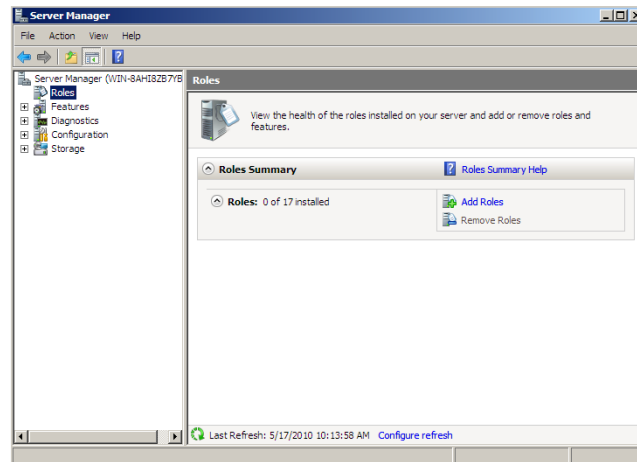 Server Manager
File Action View Help
Server Manager (WIN-8AHI8ZB7YB
Roles
Features
Diagnostics
Configuration
Storage
Roles
View the health of the roles installed on your server and add or remove roles and
features.
Roles Summary
Roles Summary Help
Roles: 0 of 17 installed
Add Roles
Remove Roles
Last Refresh: 5/17/2010 10:13:58 AM Configure refresh